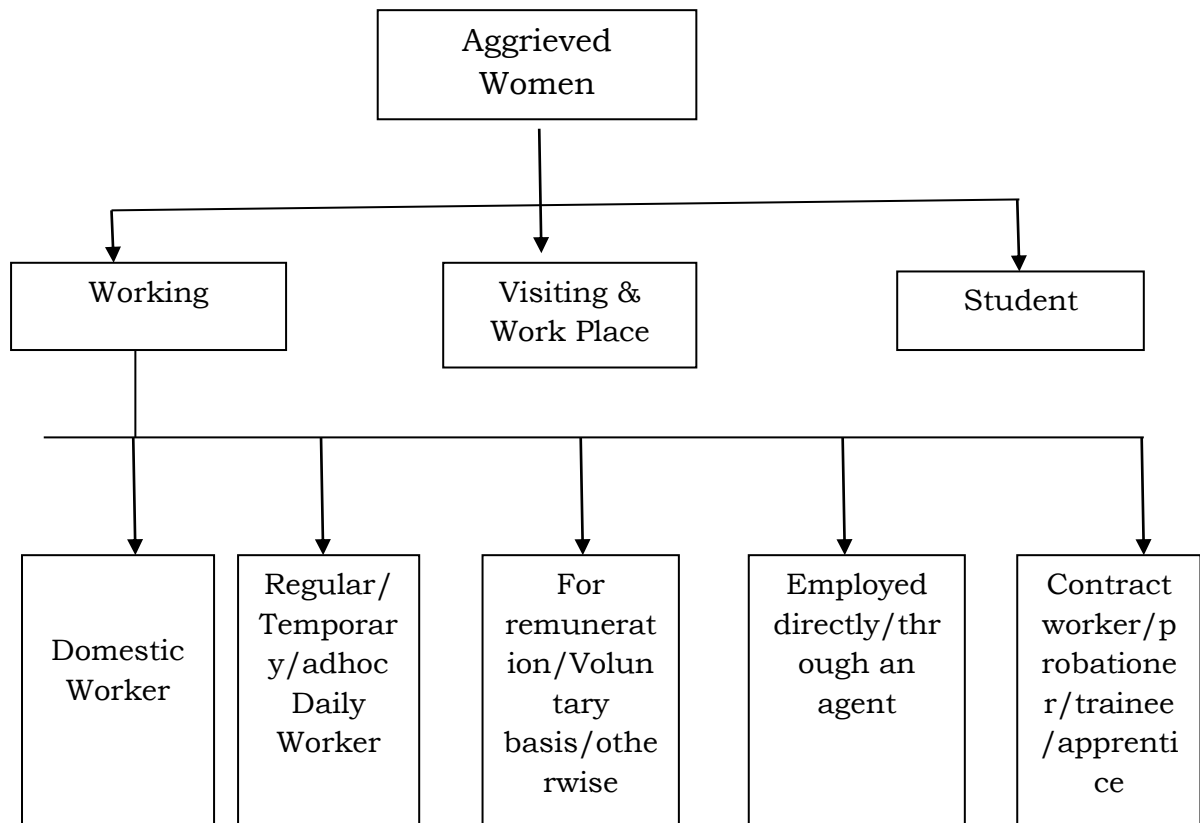 Aggrieved
Women
Working
Visiting &
Work Place
Student
Domestic
Worker
Regular/
Temporar
y/adhoc
Daily
Worker
For
remunerat
ion/Volun
tary
basis/othe
rwise
Employed
directly/thr
ough an
agent
Contract
worker/p
robatione
r/trainee
/apprenti
ce